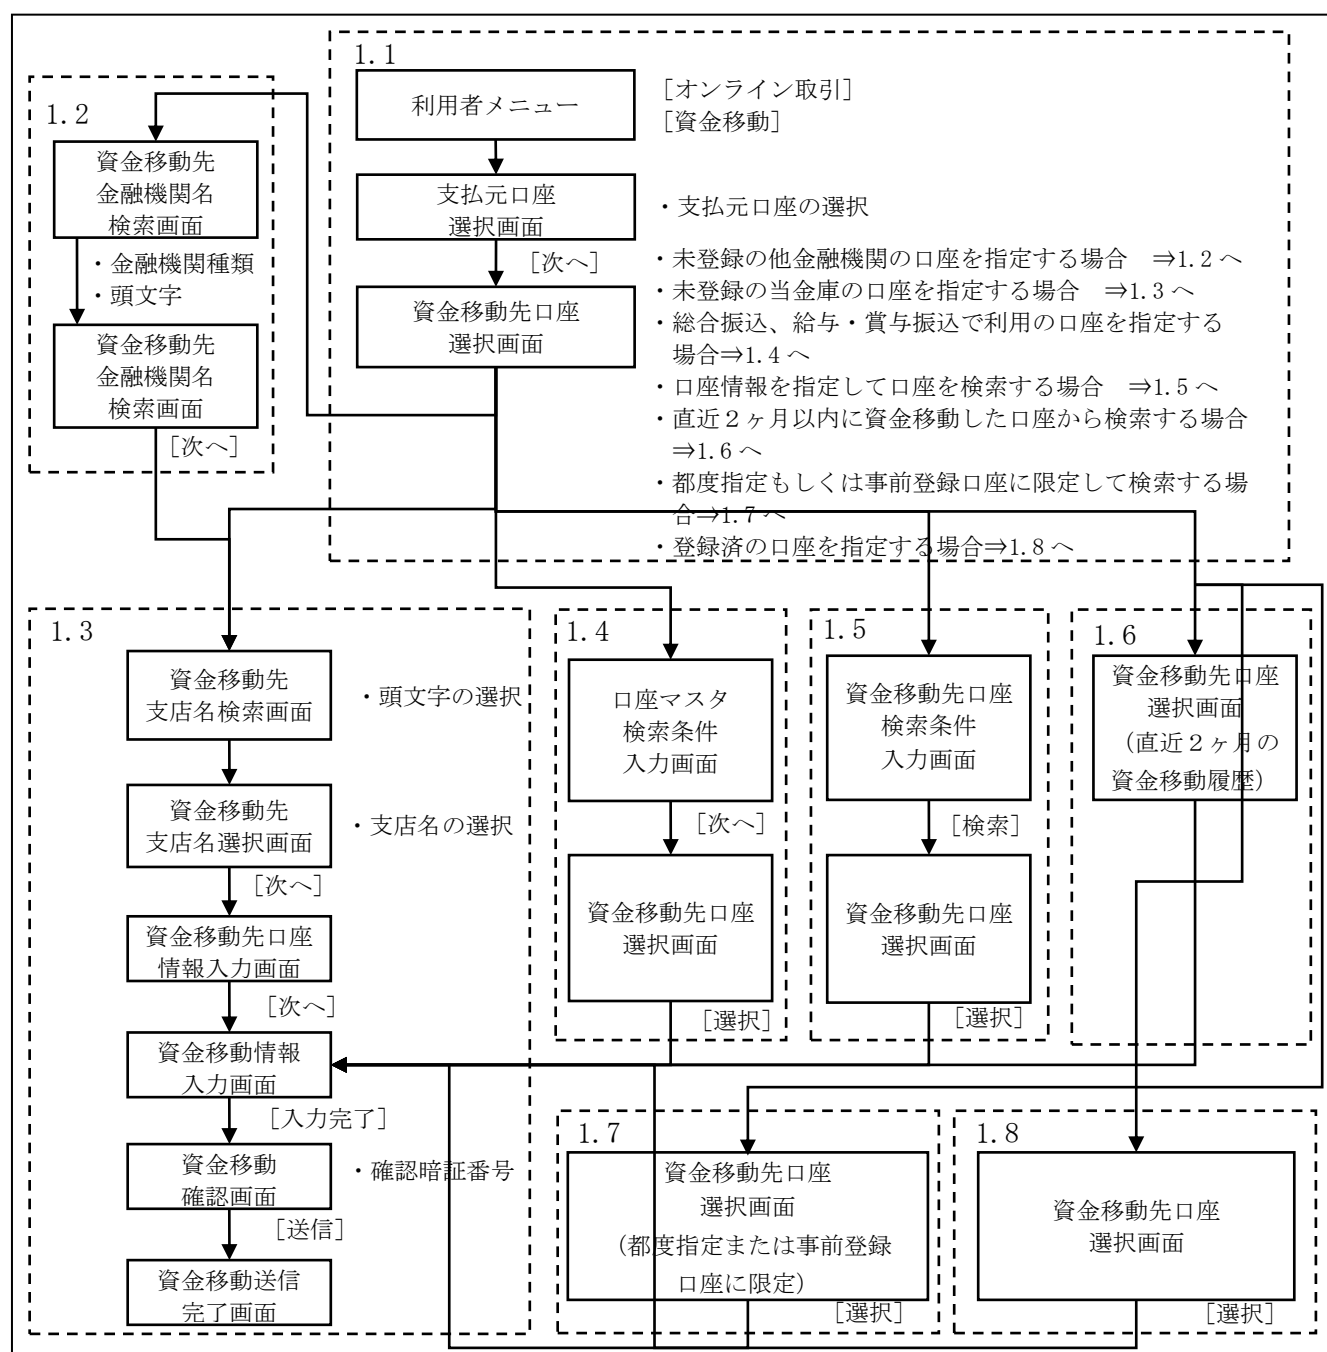 1.1
利用者メニュー
［オンライン取引］
［資金移動］
支払元口座
選択画面
・支払元口座の選択
［次へ］
資金移動先口座
選択画面
・未登録の他金融機関の口座を指定する場合　⇒1.2 へ
・未登録の当金庫の口座を指定する場合　⇒1.3 へ
・総合振込、給与・賞与振込で利用の口座を指定する
場合⇒1.4 へ
・口座情報を指定して口座を検索する場合　⇒1.5 へ
・直近２ヶ月以内に資金移動した口座から検索する場合
⇒1.6 へ
・都度指定もしくは事前登録口座に限定して検索する場
合⇒1.7 へ
・登録済の口座を指定する場合⇒1.8 へ
1.2
資金移動先
金融機関名
検索画面
・金融機関種類
・頭文字
資金移動先
金融機関名
検索画面
［次へ］
1.3
資金移動先
支店名検索画面
・頭文字の選択
資金移動先
支店名選択画面
・支店名の選択
［次へ］
資金移動先口座
情報入力画面
［次へ］
資金移動情報
入力画面
［入力完了］
資金移動
確認画面
・確認暗証番号
［送信］
資金移動送信
完了画面
1.4
口座マスタ
検索条件
入力画面
［次へ］
資金移動先口座
選択画面
［選択］
1.5
資金移動先口座
検索条件
入力画面
［検索］
資金移動先口座
選択画面
［選択］
1.6
資金移動先口座
選択画面
（直近２ヶ月の
資金移動履歴）
1.7
資金移動先口座
選択画面
（都度指定または事前登録
口座に限定）
［選択］
1.8
資金移動先口座
選択画面
［選択］